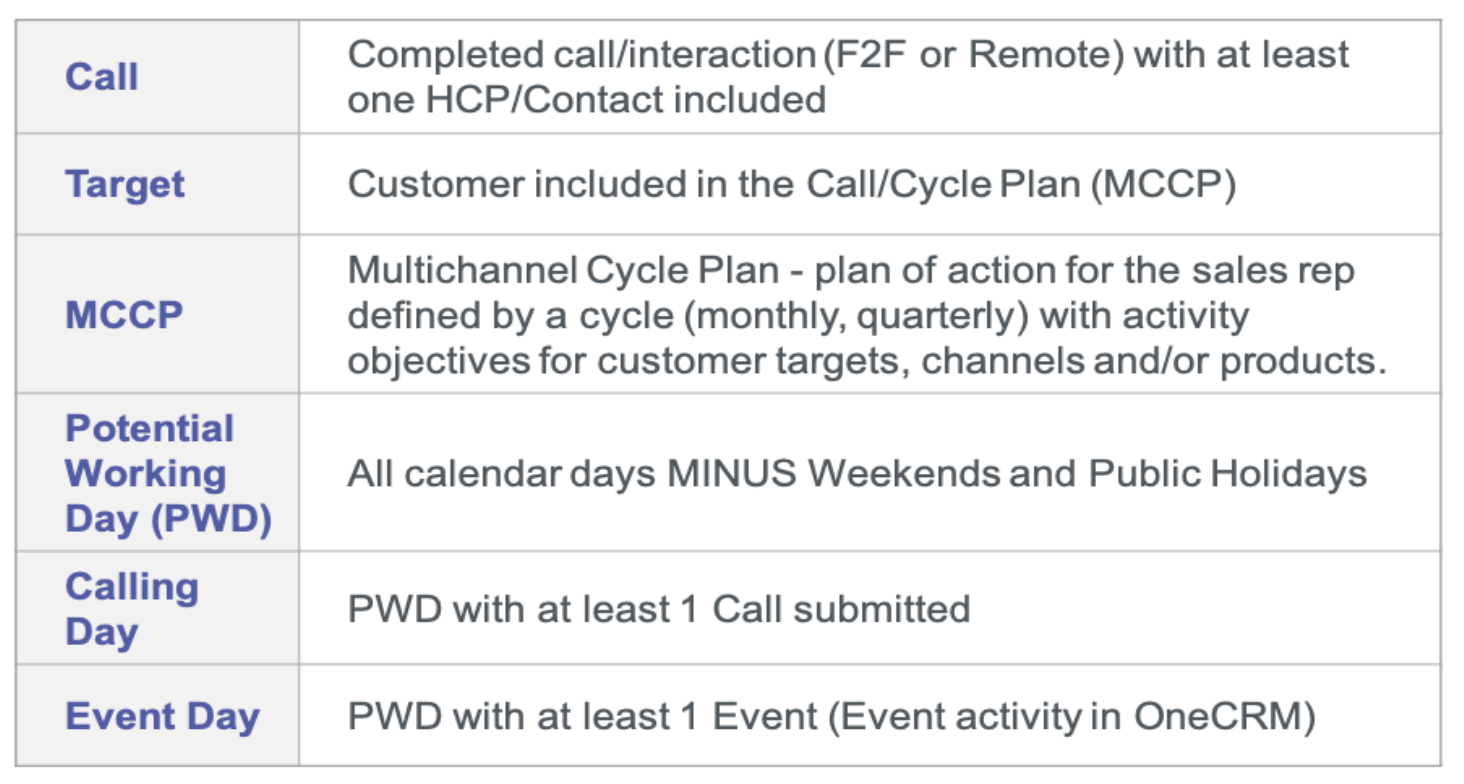 Call
Completed call/interaction (F2F or Remote) with at least
one HCP/Contact included
Target
Customer included in the Call/Cycle Plan (MCCP)
MCCP
Multichannel Cycle Plan - plan of action for the sales rep
defined by a cycle (monthly, quarterly) with activity
objectives for customer targets, channels and/or products.
Potential
Working
Day (PWD)
All calendar days MINUS Weekends and Public Holidays
Calling
Day
PWD with at least 1 Call submitted
Event Day
PWD with at least 1 Event (Event activity in OneCRM)